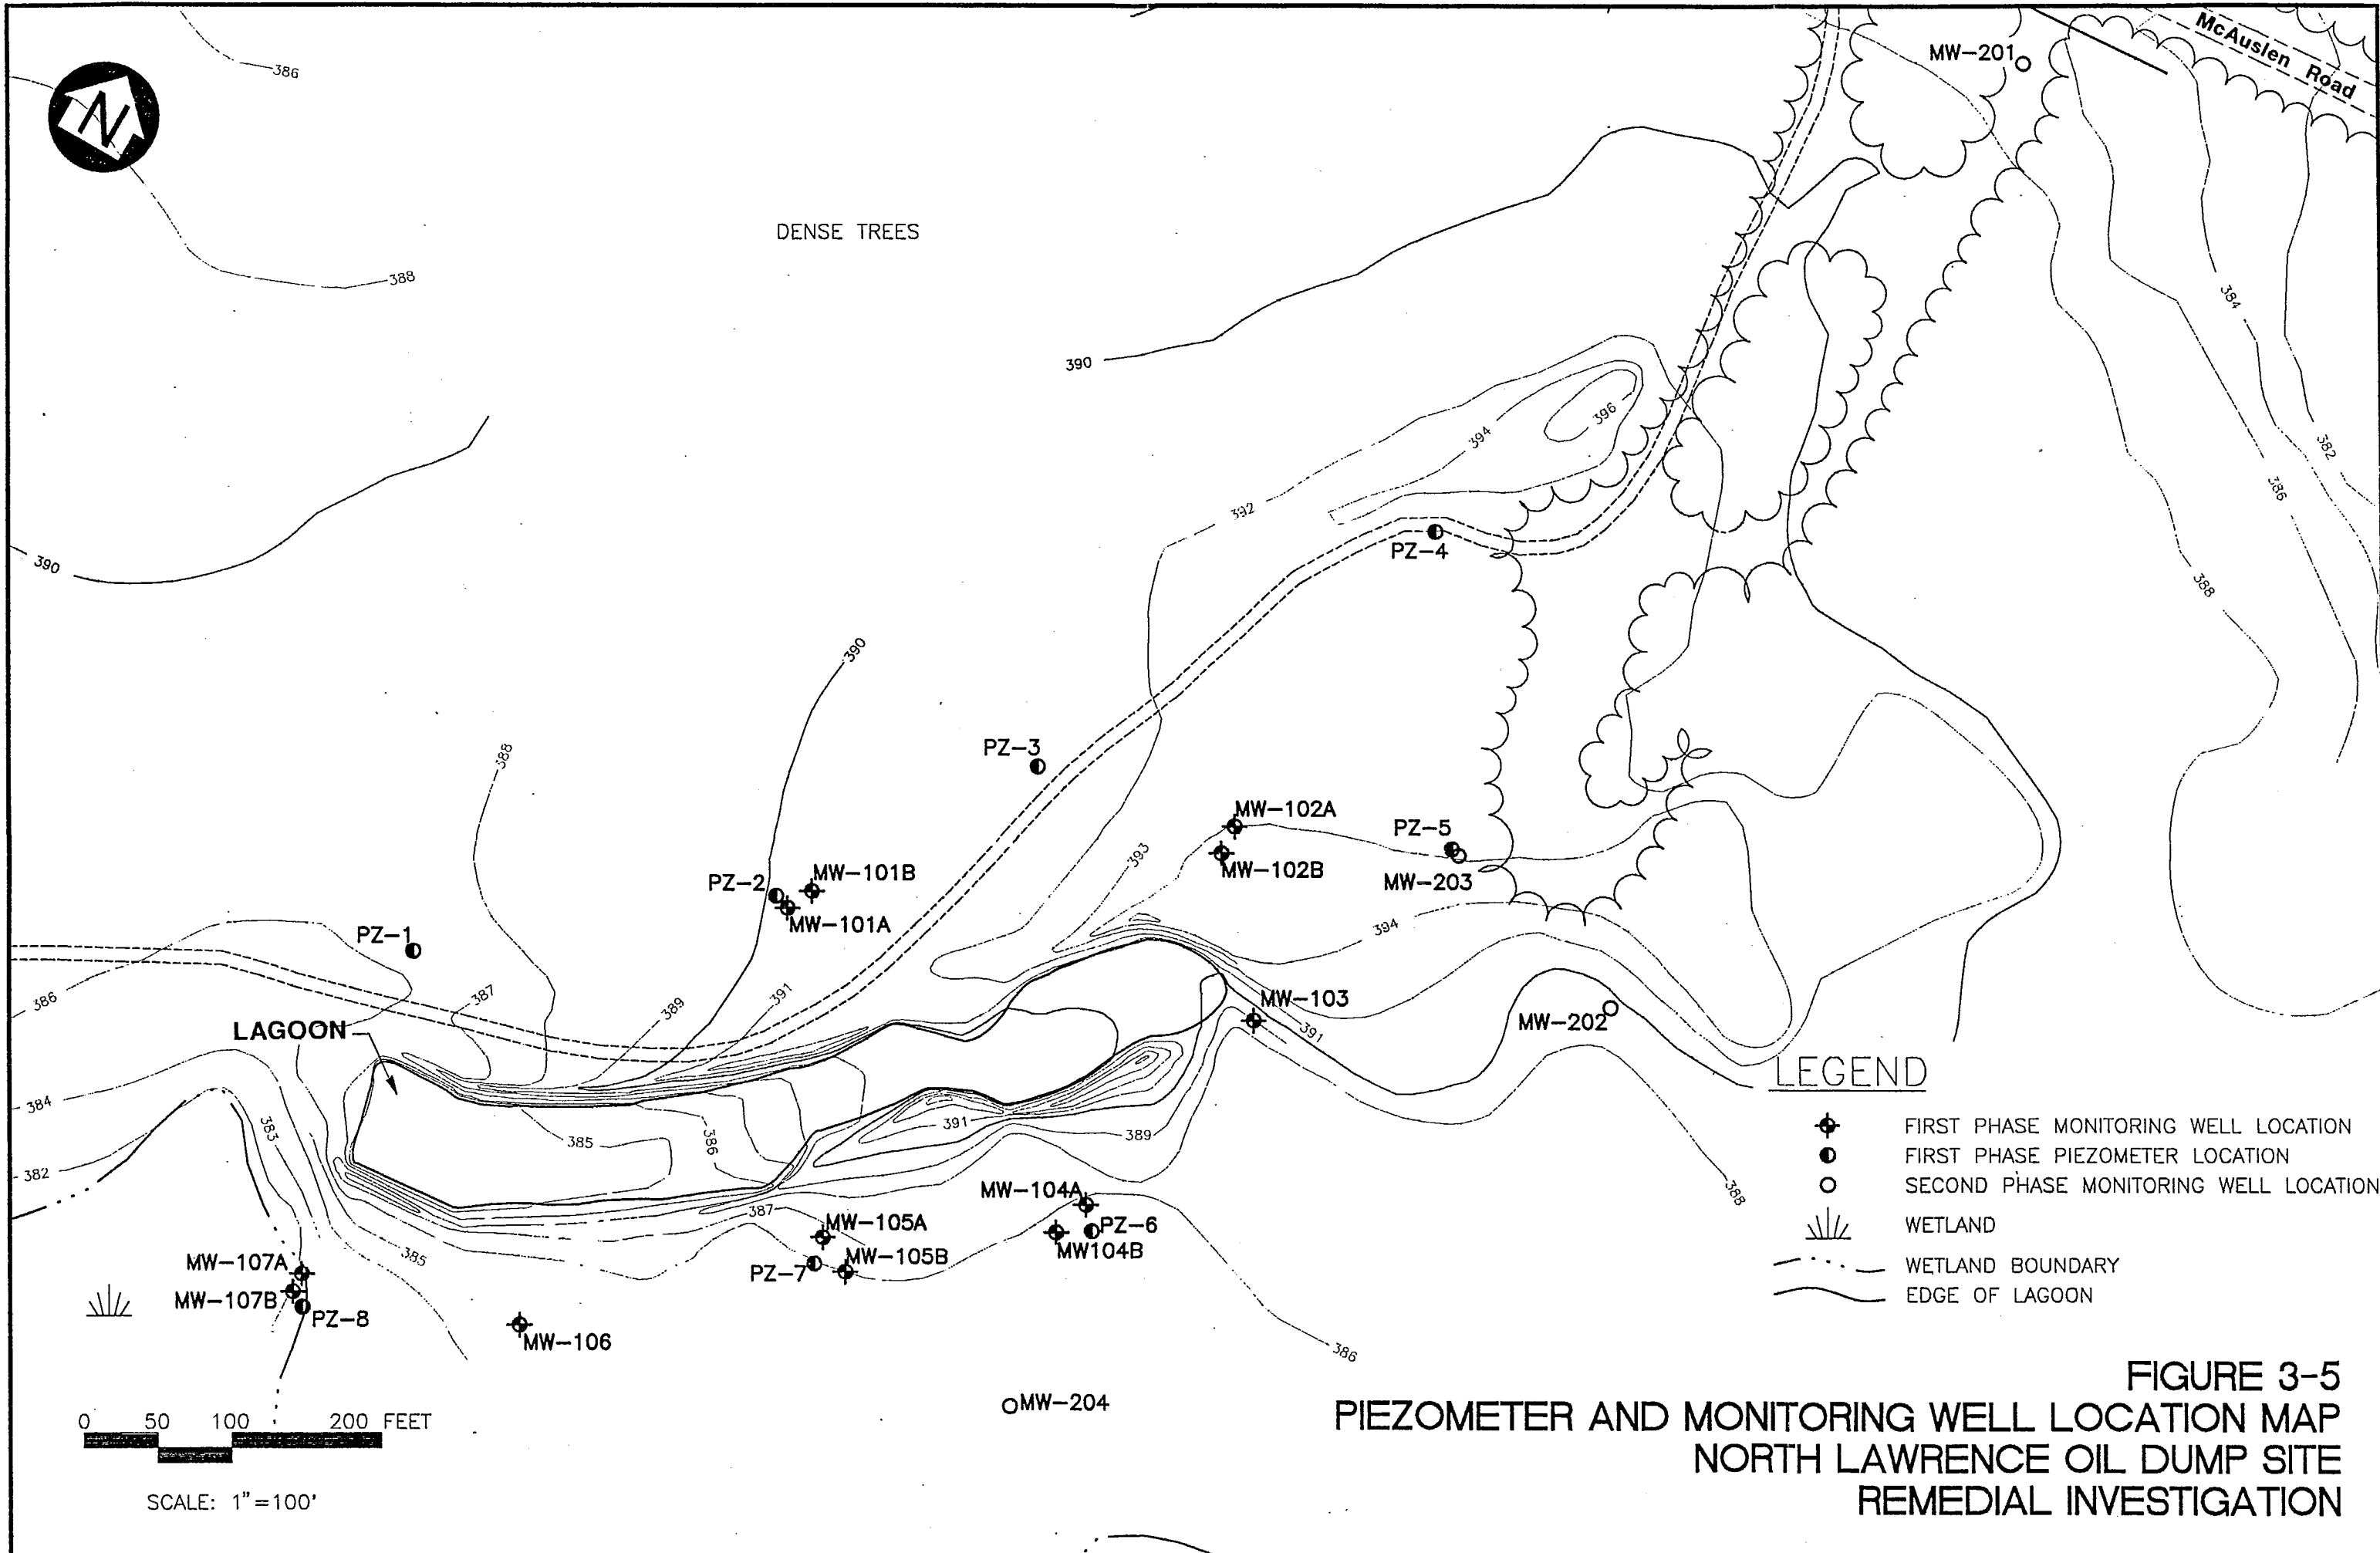 386
N
388
DENSE TREES
MW-201
McAuslen Road
390
384
396
394
392
382
386
390
PZ-4
388
390
PZ-3
388
MW-102A
PZ-5
393
MW-102B
MW-203
MW-101B
PZ-2
MW-101A
394
PZ-1
387
386
391
389
MW-103
391
MW-202
LAGOON
384
383
385
386
391
389
382
388
MW-104A
387
MW-105A
PZ-6
MW104B
385
MW-105B
PZ-7
MW-107A
MW-107B
PZ-8
MW-106
386
MW-204
LEGEND
FIRST PHASE MONITORING WELL LOCATION
FIRST PHASE PIEZOMETER LOCATION
SECOND PHASE MONITORING WELL LOCATION
WETLAND
WETLAND BOUNDARY
EDGE OF LAGOON
0 50 100 200 FEET
SCALE: 1"=100'
FIGURE 3-5
PIEZOMETER AND MONITORING WELL LOCATION MAP
NORTH LAWRENCE OIL DUMP SITE
REMEDIAL INVESTIGATION